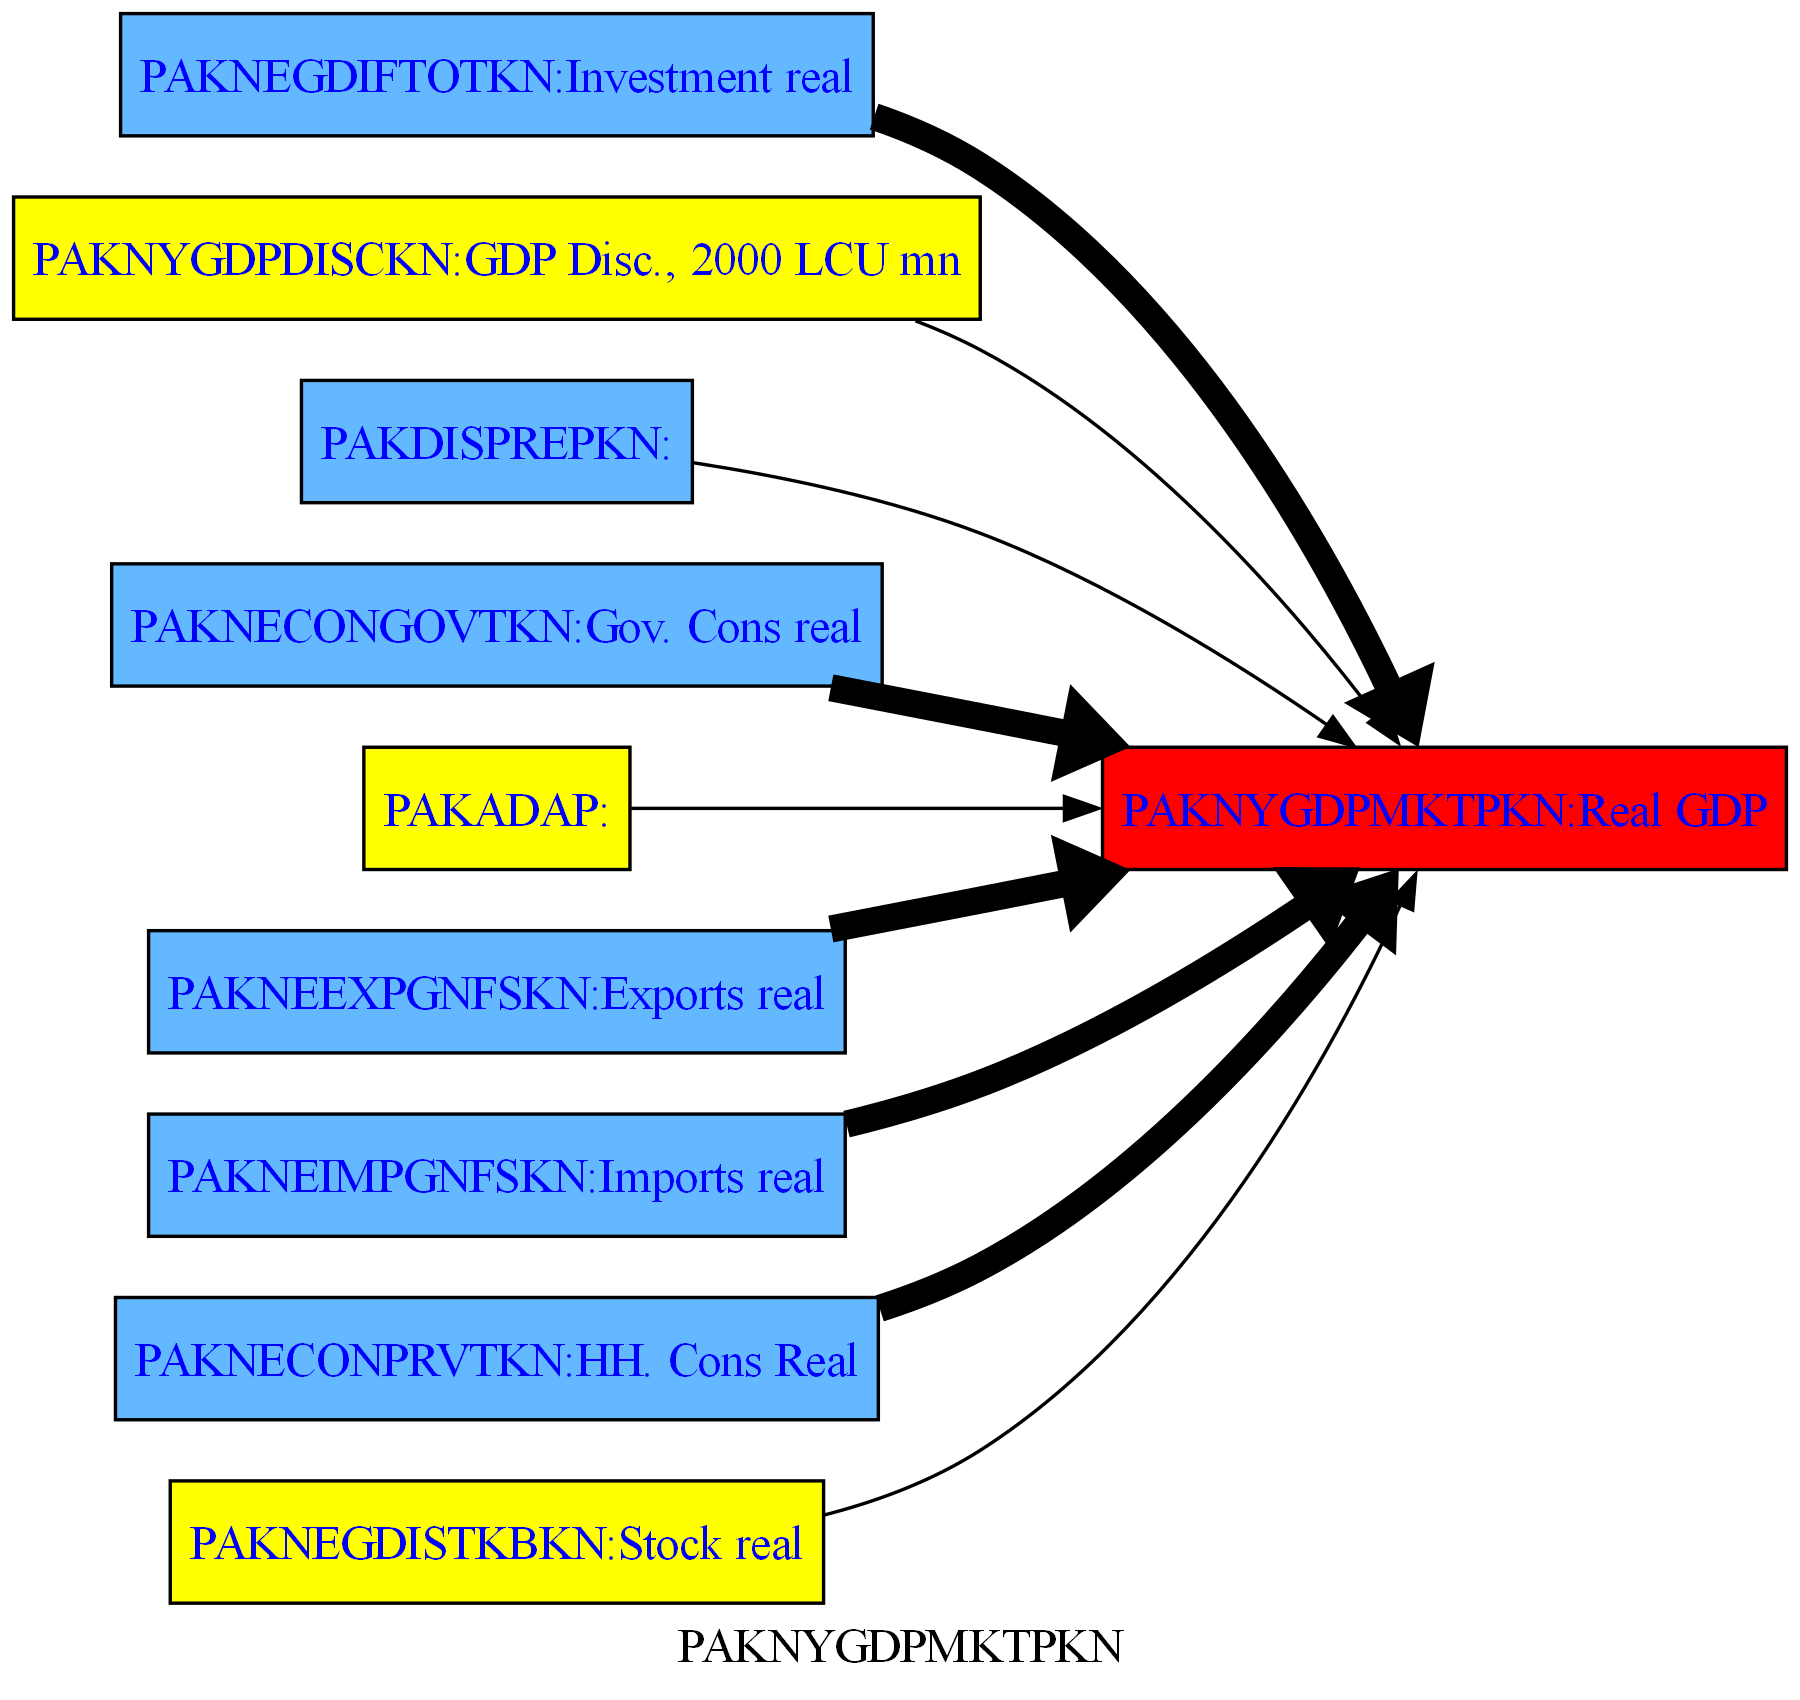 PAKNEGDIFTOTKN:Investment real
PAKNYGDPDISCKN:GDP Disc., 2000 LCU mn
PAKDISPREPKN:
PAKNECONGOVTKN:Gov. Cons real
PAKADAP:
PAKNYGDPMKTPKN:Real GDP
PAKNEEXPGNFSKN:Exports real
PAKNEIMPGNFSKN:Imports real
PAKNECONPRVTKN:HH. Cons Real
PAKNEGDISTKBKN:Stock real
PAKNYGDPMKTPKN